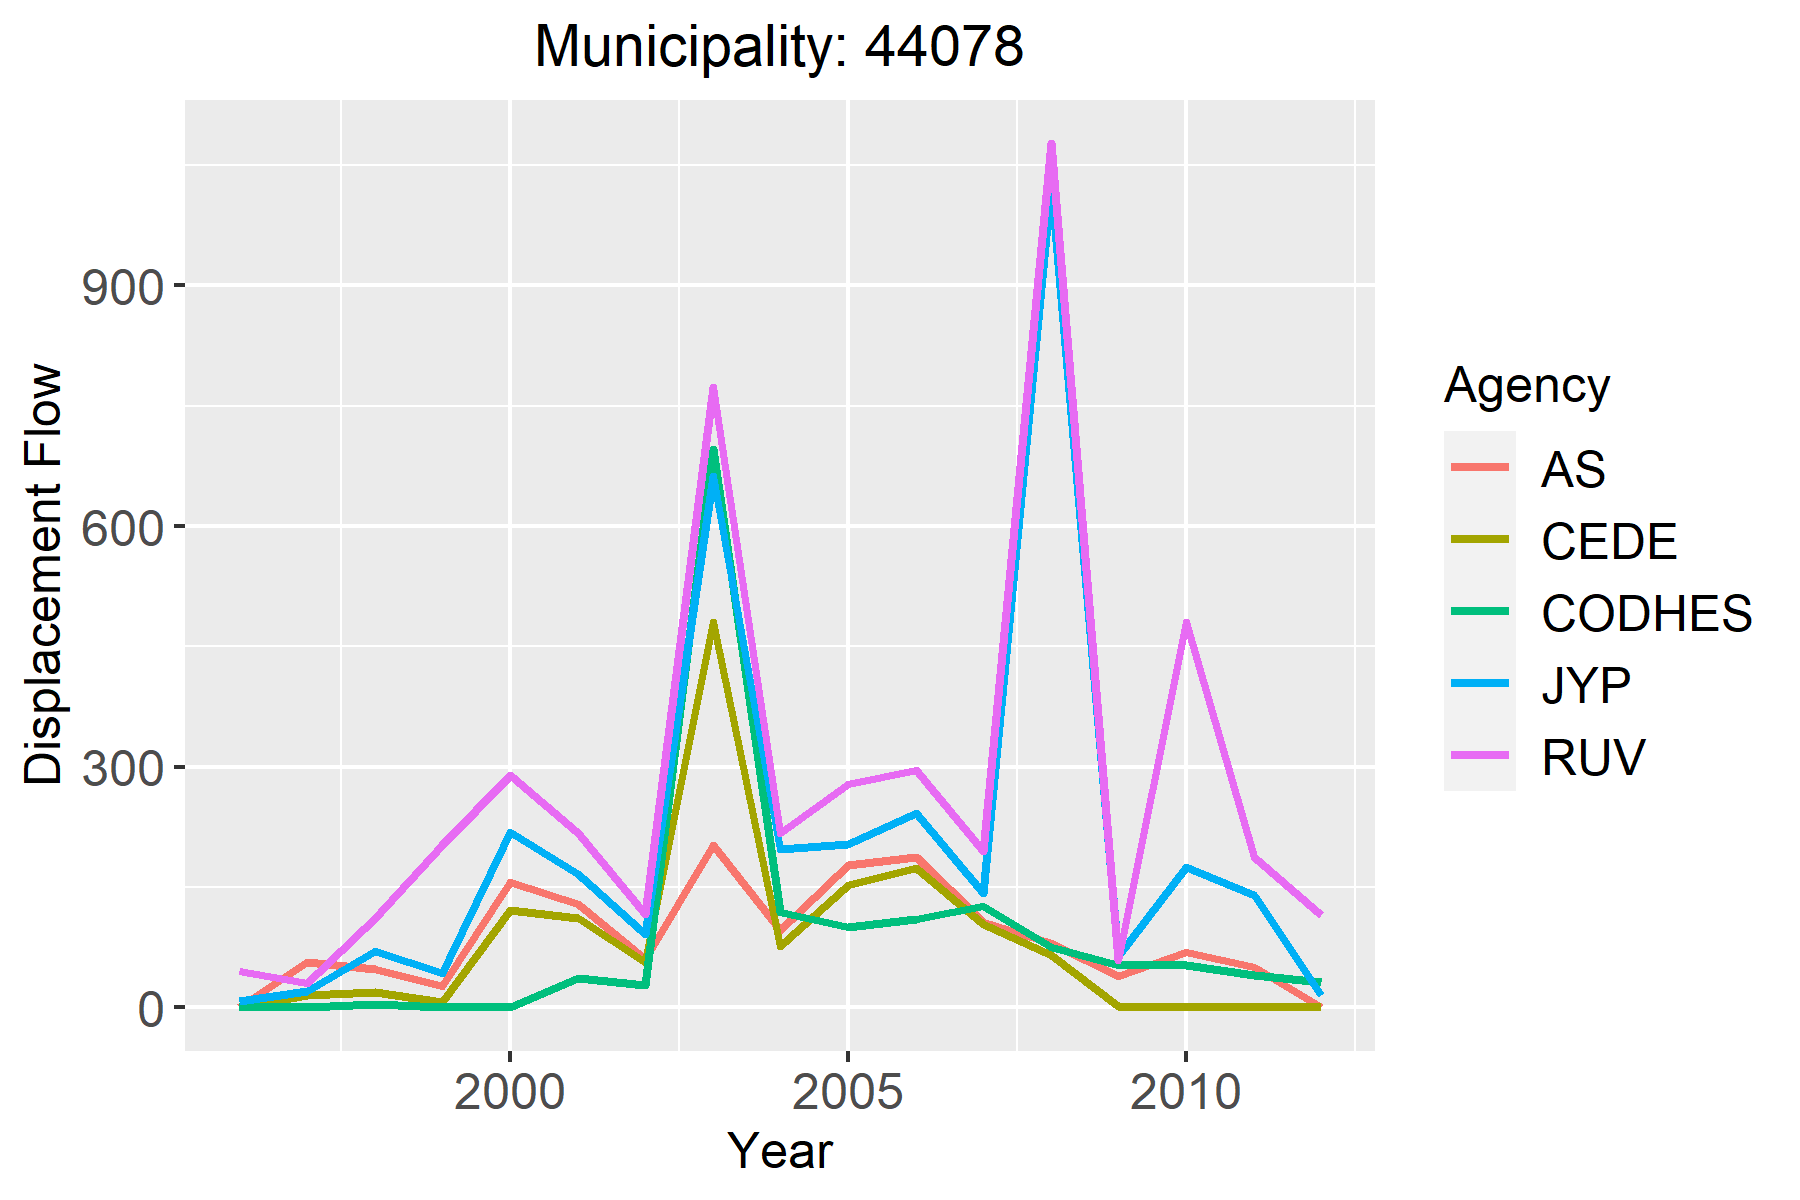 Municipality: 44078
Displacement Flow
900
600
300
0
2000 2005 2010
Year
Agency
AS
CEDE
CODHES
JYP
RUV